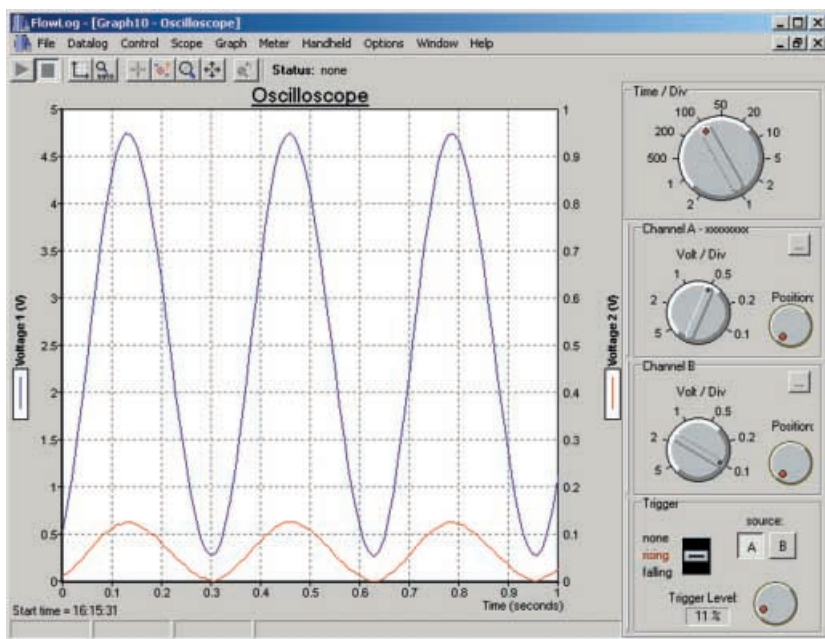 FlowLog - [Graph10 - Oscilloscope]
File Datalog Control Scope Graph Meter Handheld Options Window Help
Status: none
Oscilloscope
5
4.5
4
3.5
3
2.5
2
1.5
1
0.5
0
Voltage 1 (V)
1
0.9
0.8
0.7
0.6
0.5
0.4
0.3
0.2
0.1
0
Voltage 2 (V)
0 0.1 0.2 0.3 0.4 0.5 0.6 0.7 0.8 0.9 1
Start time = 16:15:31
Time (seconds)
Time / Div
50
100 20
200 10
500 5
1 2
2 1
Channel A - xxxxxxxx
...
Volt / Div
1 0.5
2 0.2
5 0.1
Position:
Channel B
...
Volt / Div
1 0.5
2 0.2
5 0.1
Position:
Trigger
source:
none
rising
falling
A B
Trigger Level:
11 %